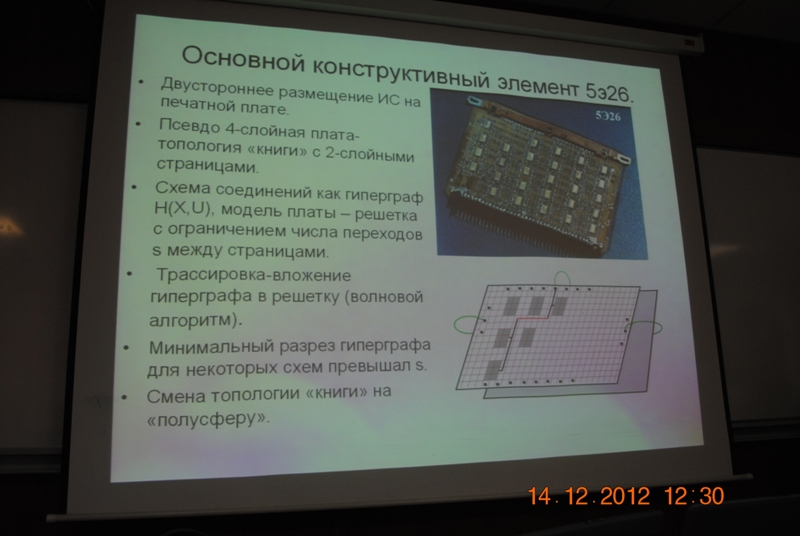 Основной конструктивный элемент 5э26.
• Двустороннее размещение ИС на
печатной плате.
• Псевдо 4-слойная плата-
топология «книги» с 2-слойными
страницами.
• Схема соединений как гиперграф
H(X,U), модель платы – решетка
с ограничением числа переходов
s между страницами.
• Трассировка-вложение
гиперграфа в решетку (волновой
алгоритм).
• Минимальный разрез гиперграфа
для некоторых схем превышал s.
• Смена топологии «книги» на
«полусферу».
5Э26
14.12.2012 12:30